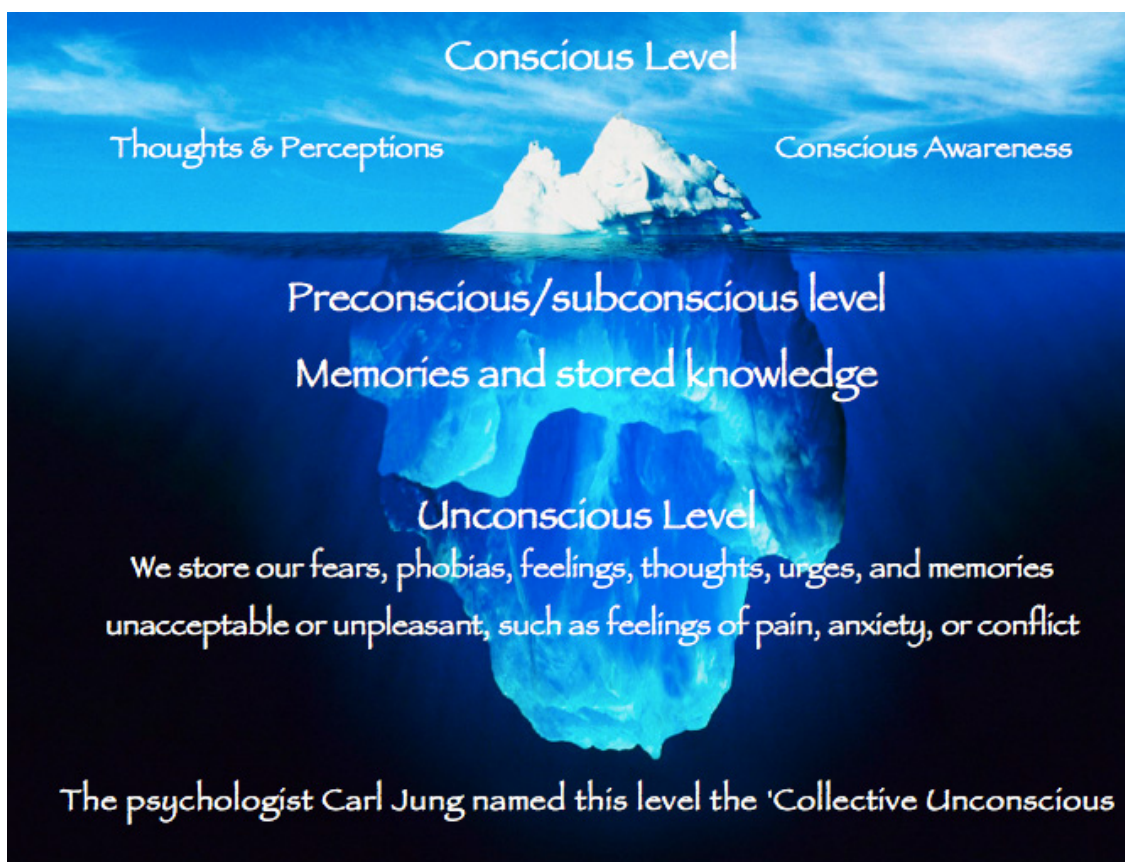 Conscious Level
Thoughts & Perceptions
Conscious Awareness
Preconscious/subconscious level
Memories and stored knowledge
Unconscious Level
We store our fears, phobias, feelings, thoughts, urges, and memories
unacceptable or unpleasant, such as feelings of pain, anxiety, or conflict
The psychologist Carl Jung named this level the 'Collective Unconscious